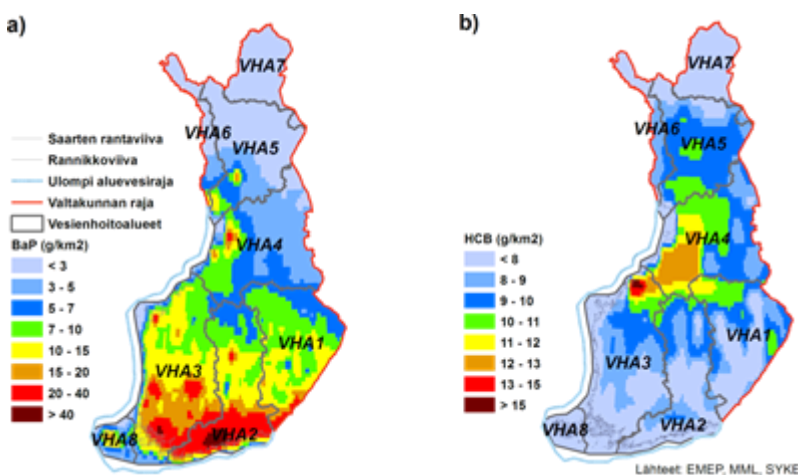 a)
VHA7
VHA6
VHA5
VHA4
VHA1
VHA3
VHA2
VHA8
Saarten rantaviiva
Rannikkoviiva
Ulompi aluevesiraja
Valtakunnan raja
Vesienhoitoalueet
BaP (g/km2)
< 3
3 - 5
5 - 7
7 - 10
10 - 15
15 - 20
20 - 40
> 40
b)
VHA7
VHA6
VHA5
VHA4
VHA1
VHA3
VHA2
VHA8
HCB (g/km2)
< 8
8 - 9
9 - 10
10 - 11
11 - 12
12 - 13
13 - 15
> 15
Lähteet: EMEP, MML, SYKE